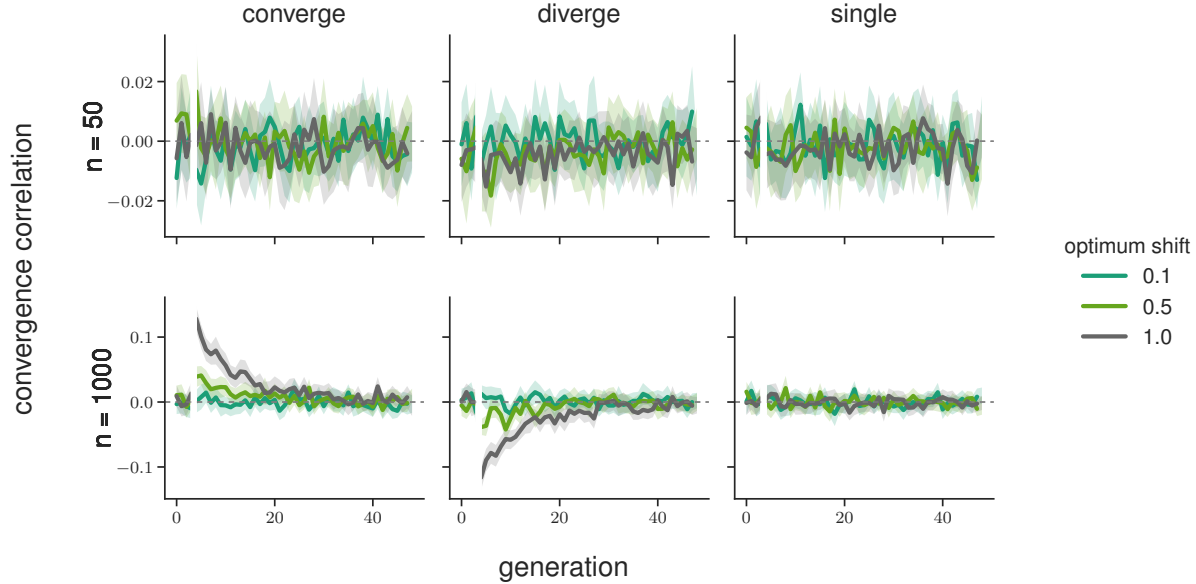 converge diverge single
convergence correlation
n = 50
0.02
0.00
−0.02
n = 1000
0.1
0.0
−0.1
0 20 40 0 20 40 0 20 40
generation
optimum shift
0.1
0.5
1.0